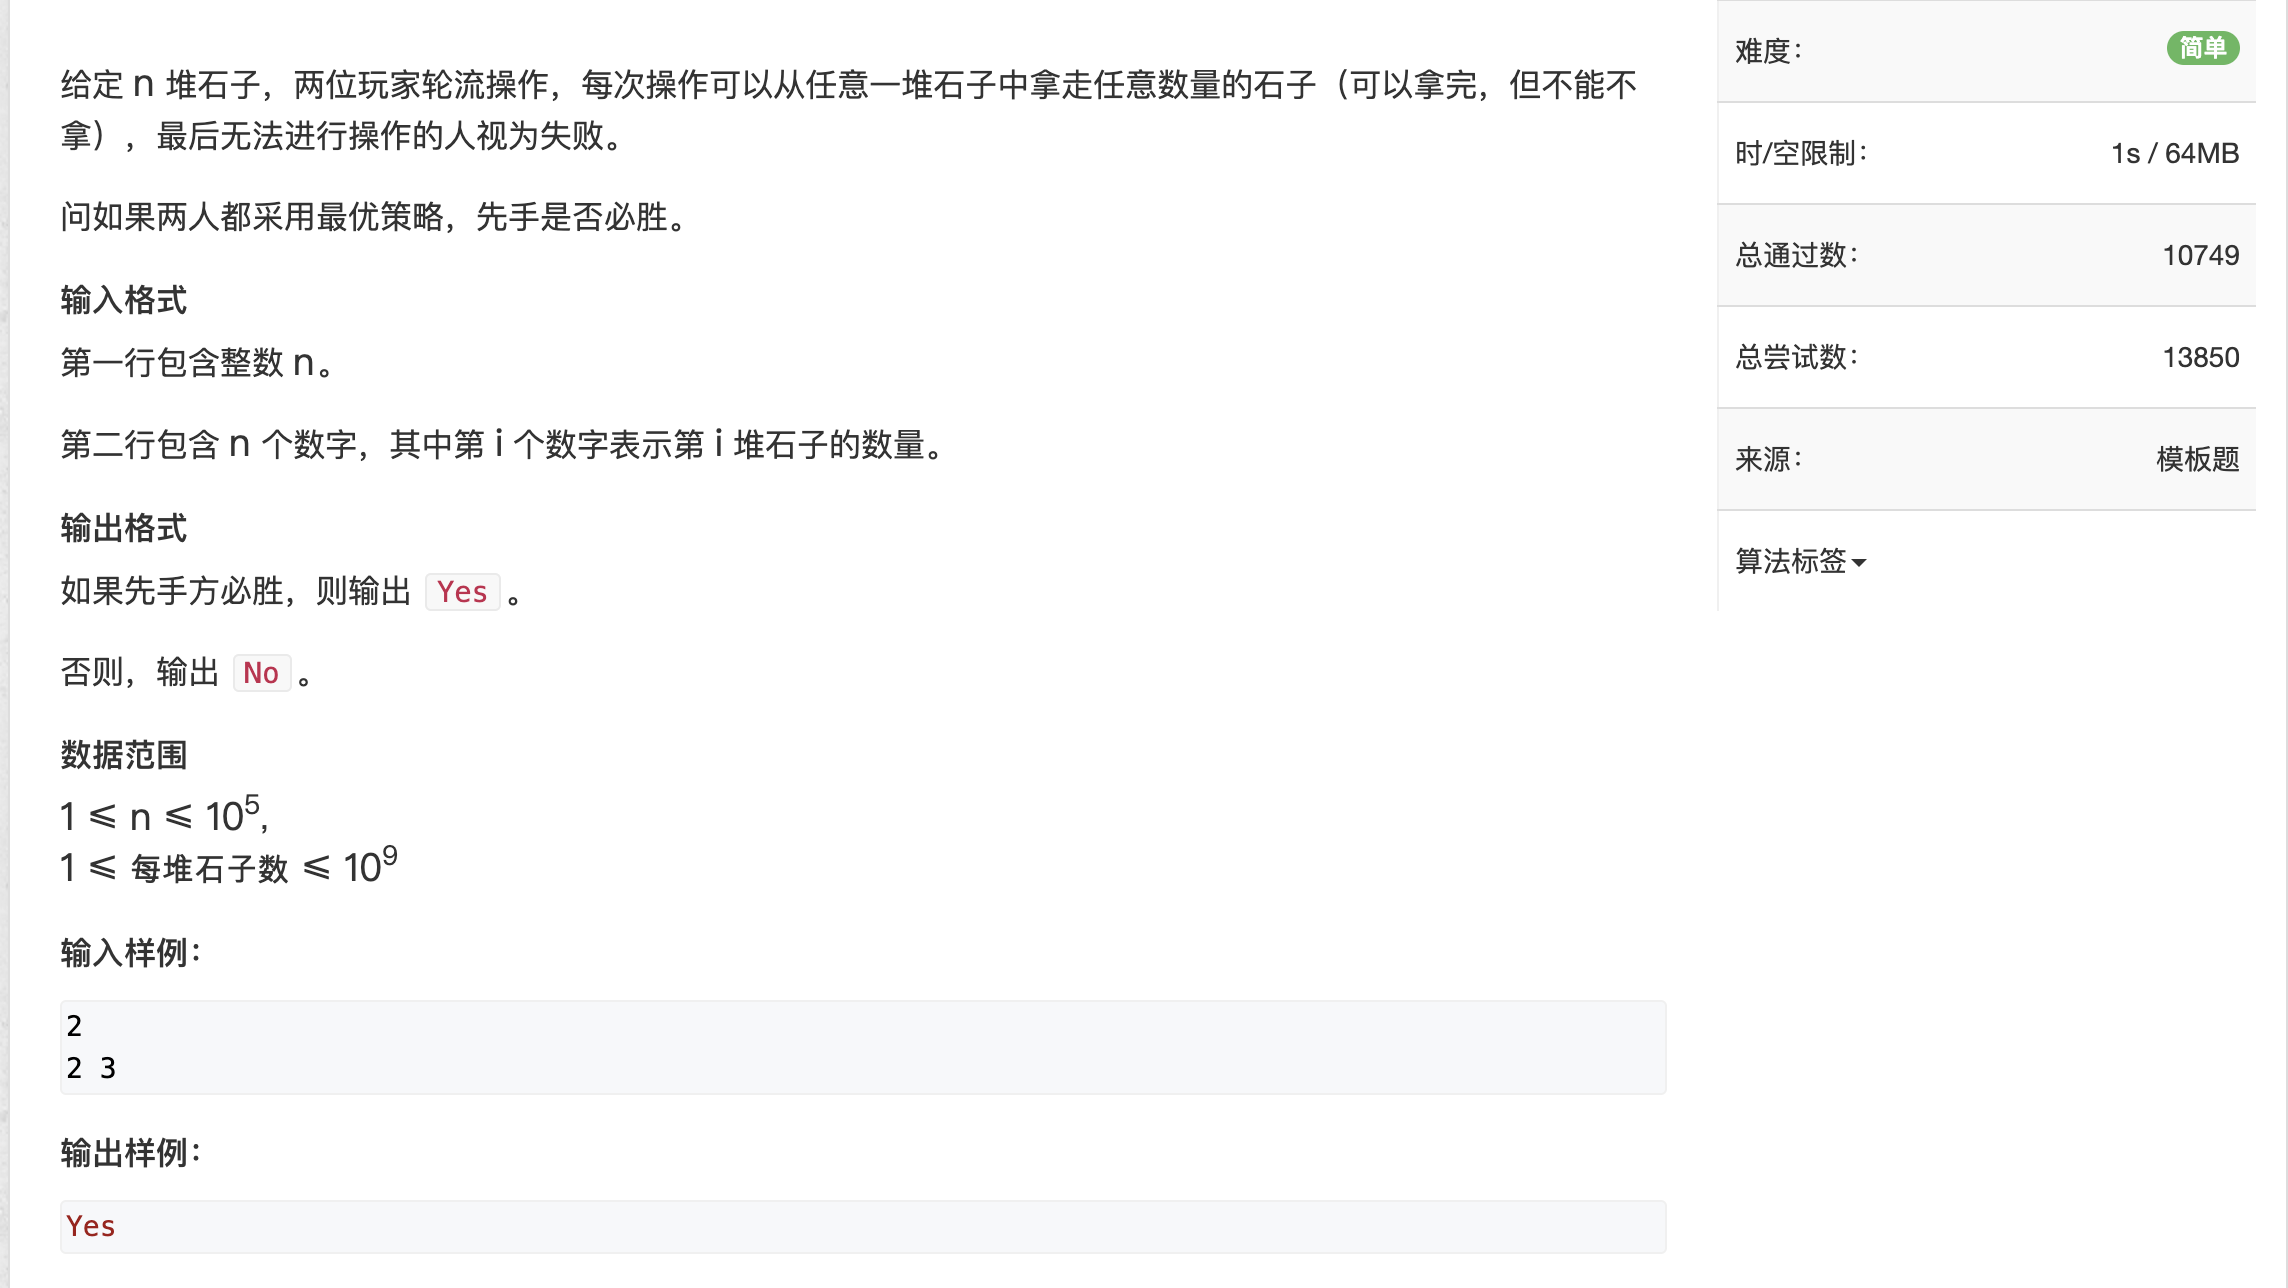 给定 n 堆石子，两位玩家轮流操作，每次操作可以从任意一堆石子中拿走任意数量的石子（可以拿完，但不能不
拿），最后无法进行操作的人视为失败。
问如果两人都采用最优策略，先手是否必胜。
输入格式
第一行包含整数 n。
第二行包含 n 个数字，其中第 i 个数字表示第 i 堆石子的数量。
输出格式
如果先手方必胜，则输出 Yes 。
否则，输出 No 。
数据范围
1 ≤ n ≤ 10⁵,
1 ≤ 每堆石子数 ≤ 10⁹
输入样例：
2
2 3
输出样例：
Yes
难度： 简单
时/空限制： 1s / 64MB
总通过数： 10749
总尝试数： 13850
来源： 模板题
算法标签